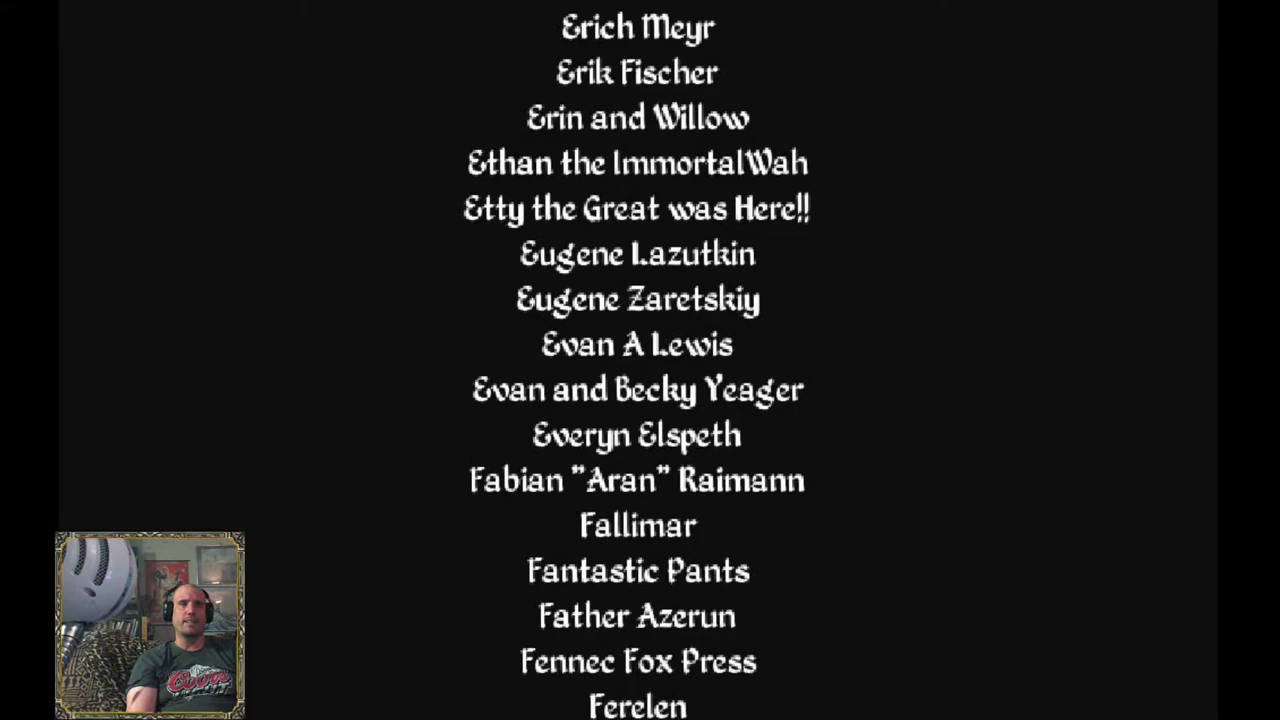 Erich Meyr
Erik Fischer
Erin and Willow
Ethan the ImmortalWah
Etty the Great was Here!!
Eugene Lazutkin
Eugene Zaretskiy
Evan A Lewis
Evan and Becky Yeager
Everyn Elspeth
Fabian "Aran" Raimann
Fallimar
Fantastic Pants
Father Azerun
Fennec Fox Press
Ferelen
Coors